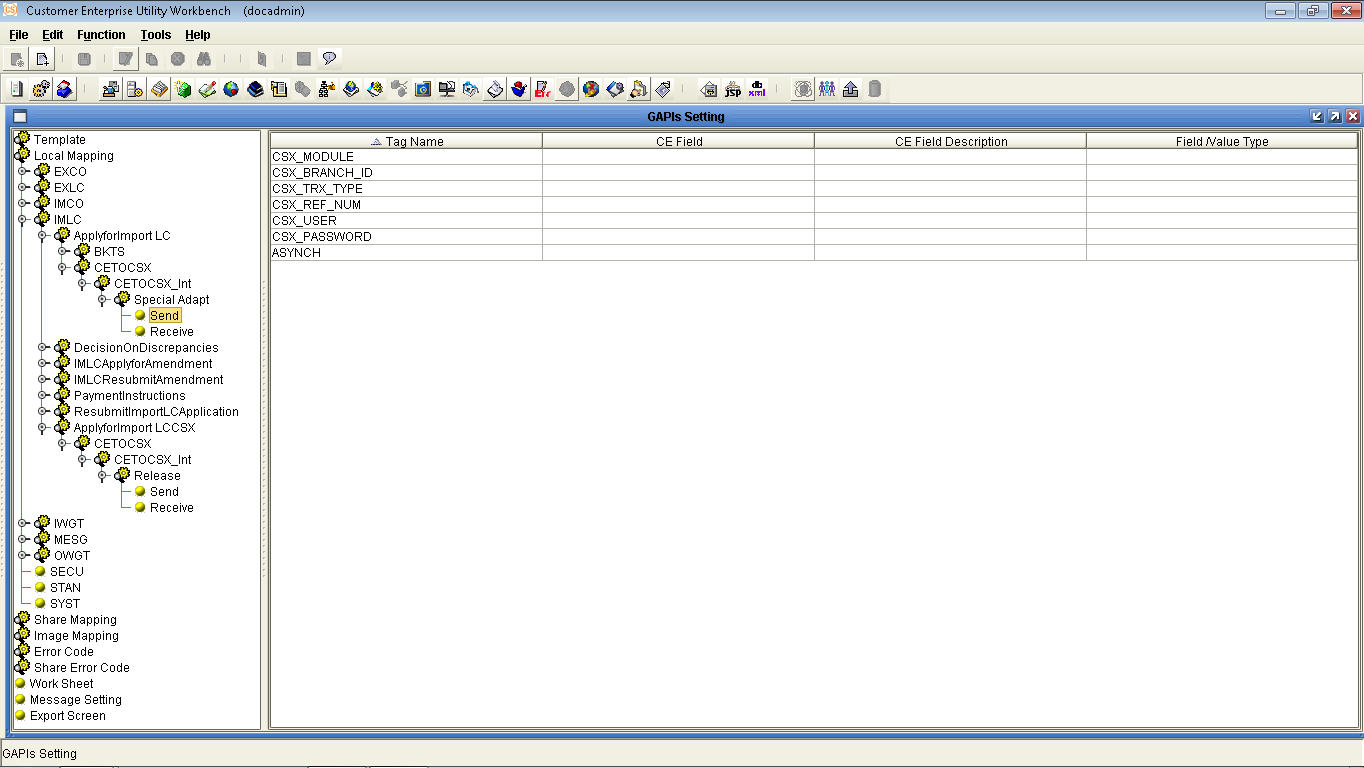 Customer Enterprise Utility Workbench (docadmin)
File Edit Function Tools Help
jsp xml
GAPIs Setting
Template
Local Mapping
EXCO
EXLC
IMCO
IMLC
ApplyforImport LC
BKTS
CETOCSX
CETOCSX_Int
Special Adapt
Send
Receive
DecisionOnDiscrepancies
IMLCApplyforAmendment
IMLCResubmitAmendment
PaymentInstructions
ResubmitImportLCApplication
ApplyforImport LCCSX
CETOCSX
CETOCSX_Int
Release
Send
Receive
IWGT
MESG
OWGT
SECU
STAN
SYST
Share Mapping
Image Mapping
Error Code
Share Error Code
Work Sheet
Message Setting
Export Screen
Tag Name CE Field CE Field Description Field /Value Type
CSX_MODULE
CSX_BRANCH_ID
CSX_TRX_TYPE
CSX_REF_NUM
CSX_USER
CSX_PASSWORD
ASYNCH
GAPIs Setting